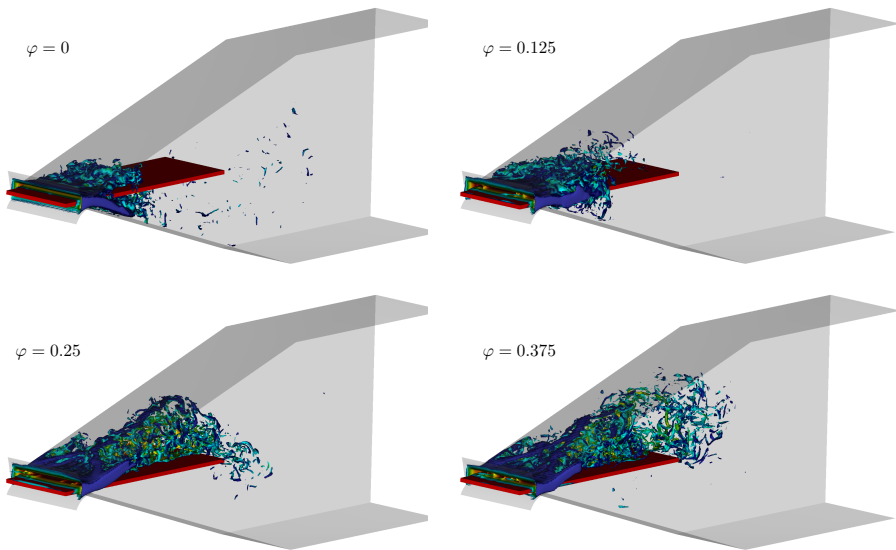 φ = 0
φ = 0.125
φ = 0.25
φ = 0.375